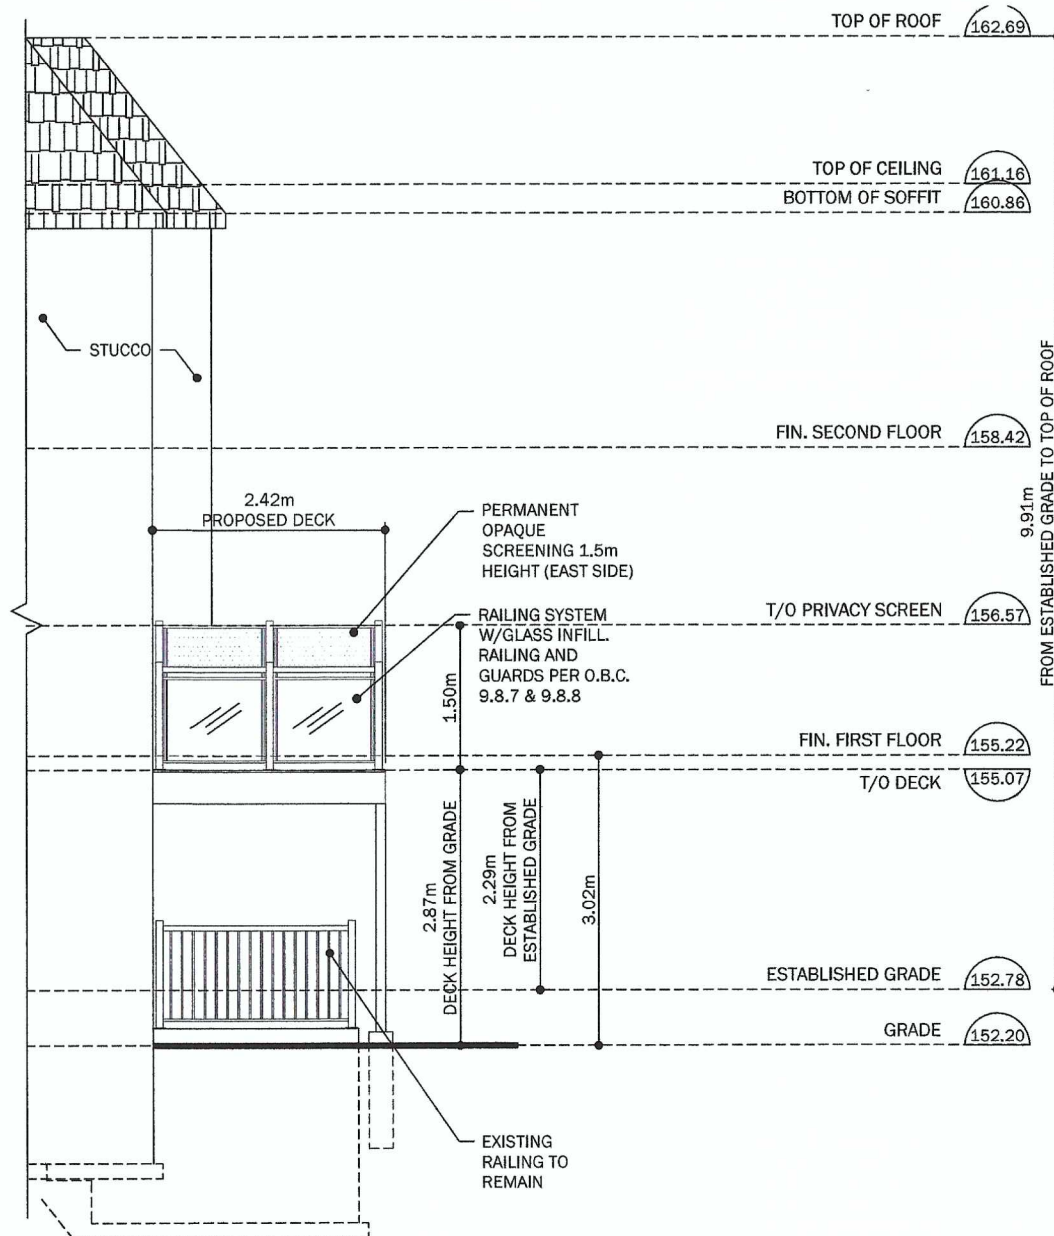 TOP OF ROOF 162.69
TOP OF CEILING 161.16
BOTTOM OF SOFFIT 160.86
STUCCO
FIN. SECOND FLOOR 158.42
9.91m
FROM ESTABLISHED GRADE TO TOP OF ROOF
2.42m
PROPOSED DECK
PERMANENT
OPAQUE
SCREENING 1.5m
HEIGHT (EAST SIDE)
T/O PRIVACY SCREEN 156.57
RAILING SYSTEM
W/GLASS INFILL.
RAILING AND
GUARDS PER O.B.C.
9.8.7 & 9.8.8
1.50m
FIN. FIRST FLOOR 155.22
T/O DECK 155.07
2.87m
DECK HEIGHT FROM GRADE
2.29m
DECK HEIGHT FROM
ESTABLISHED GRADE
3.02m
ESTABLISHED GRADE 152.78
GRADE 152.20
EXISTING
RAILING TO
REMAIN